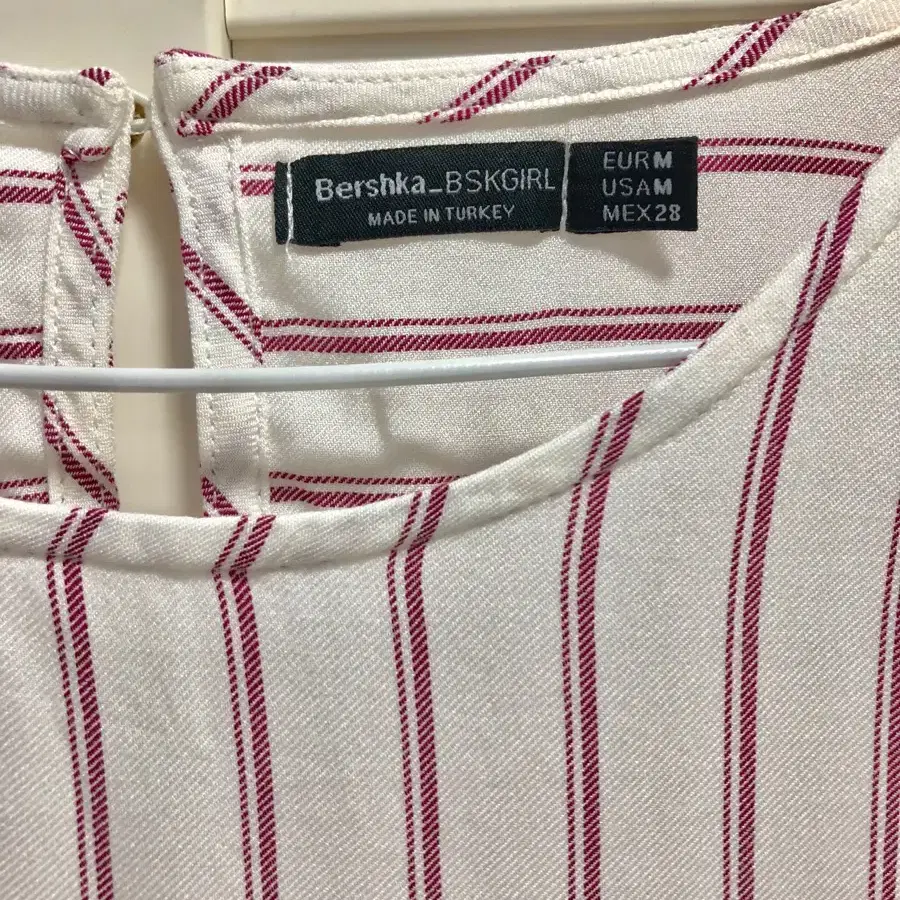 Bershka_BSKGIRL
MADE IN TURKEY
EUR M
USA M
MEX 28